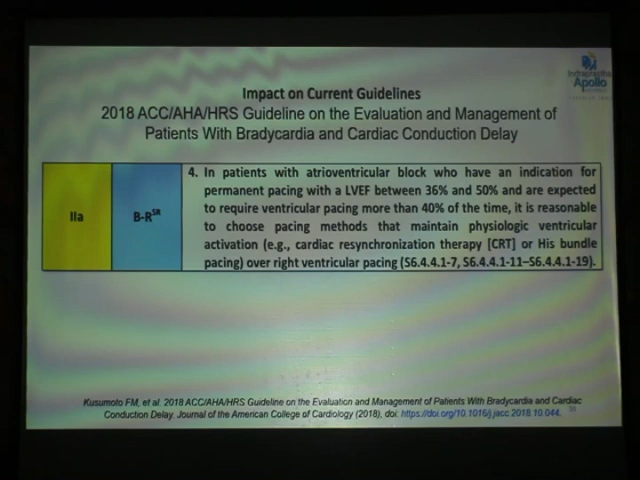 Indraprastha
Apollo
Impact on Current Guidelines
2018 ACC/AHA/HRS Guideline on the Evaluation and Management of
Patients With Bradycardia and Cardiac Conduction Delay
IIa
B-R^SR
4. In patients with atrioventricular block who have an indication for
permanent pacing with a LVEF between 36% and 50% and are expected
to require ventricular pacing more than 40% of the time, it is reasonable
to choose pacing methods that maintain physiologic ventricular
activation (e.g., cardiac resynchronization therapy [CRT] or His bundle
pacing) over right ventricular pacing (S6.4.4.1-7, S6.4.4.1-11–S6.4.4.1-19).
Kusumoto FM, et al. 2018 ACC/AHA/HRS Guideline on the Evaluation and Management of Patients With Bradycardia and Cardiac
Conduction Delay. Journal of the American College of Cardiology (2018), doi: https://doi.org/10.1016/j.jacc.2018.10.044.